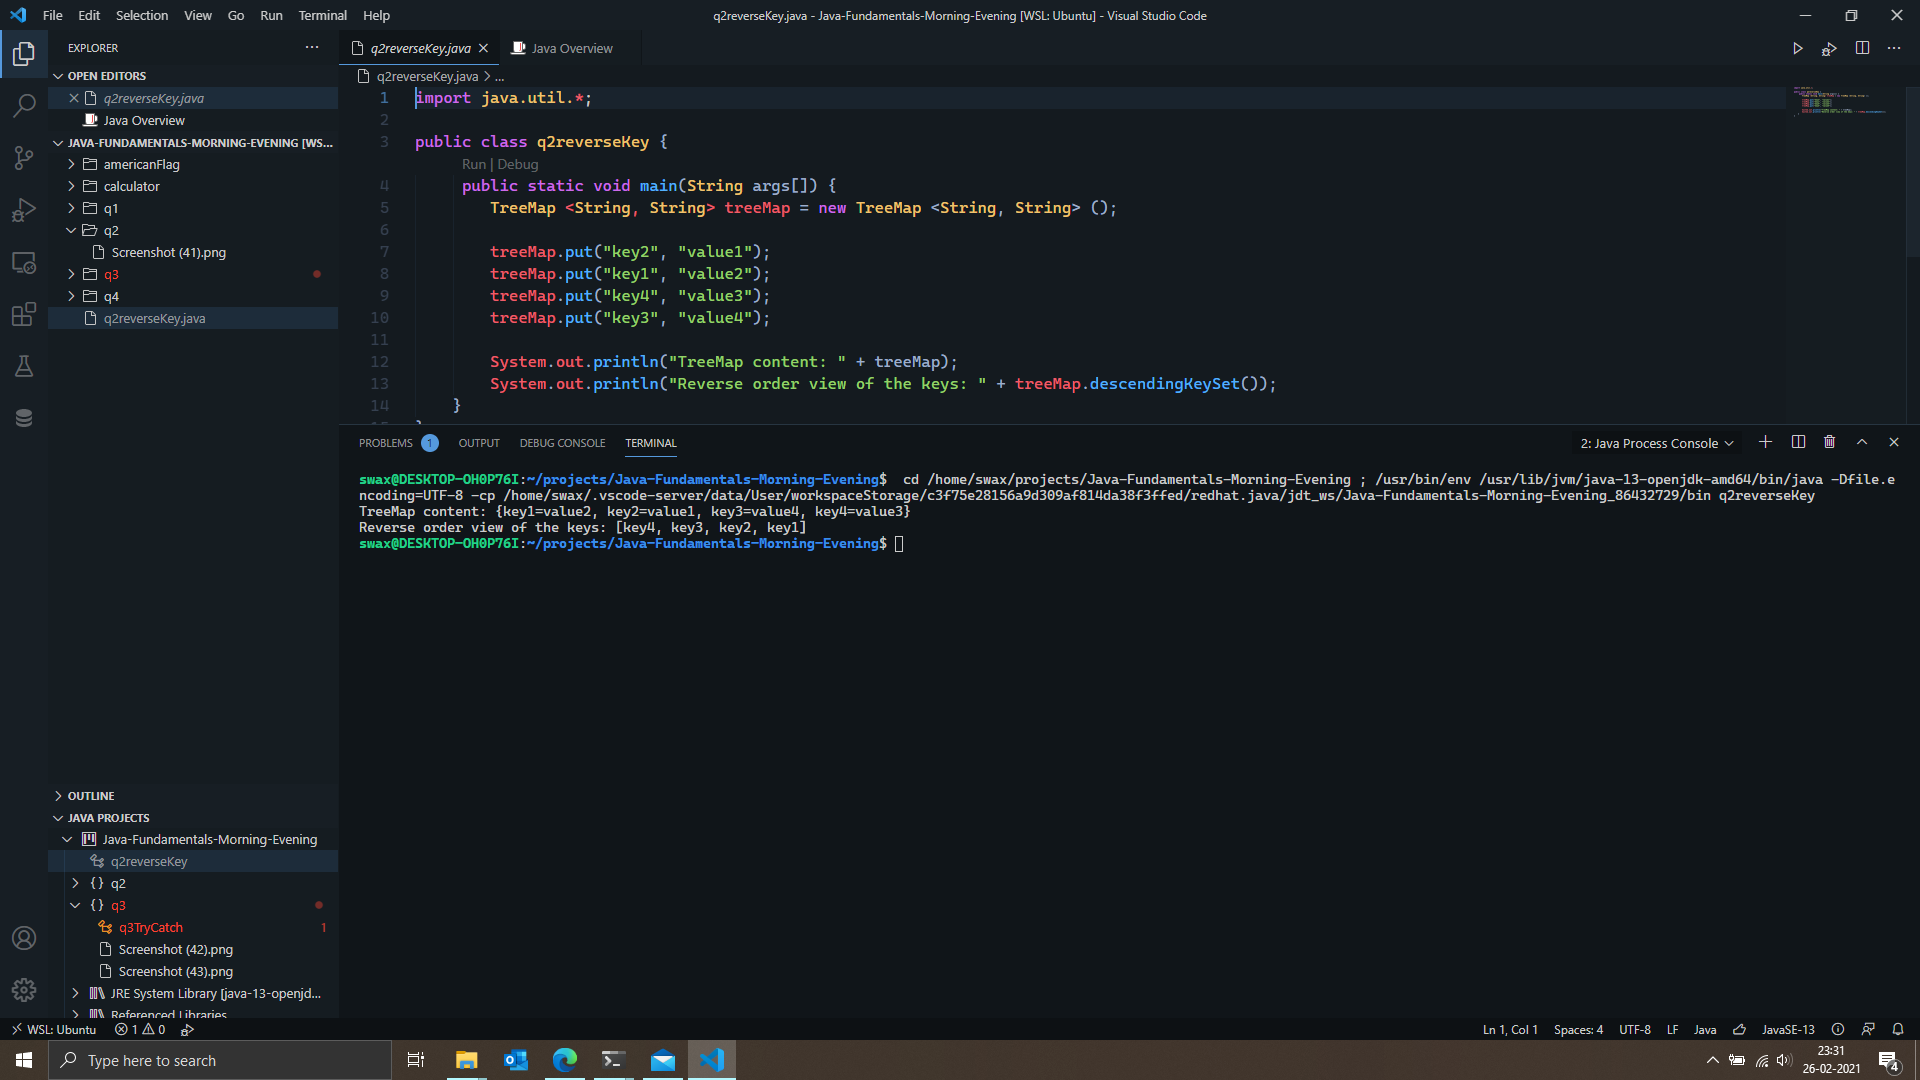 File Edit Selection View Go Run Terminal Help
q2reverseKey.java - Java-Fundamentals-Morning-Evening [WSL: Ubuntu] - Visual Studio Code
EXPLORER
OPEN EDITORS
q2reverseKey.java
Java Overview
JAVA-FUNDAMENTALS-MORNING-EVENING [WS...
americanFlag
calculator
q1
q2
Screenshot (41).png
q3
q4
q2reverseKey.java
OUTLINE
JAVA PROJECTS
Java-Fundamentals-Morning-Evening
q2reverseKey
{} q2
{} q3
q3TryCatch 1
Screenshot (42).png
Screenshot (43).png
JRE System Library [java-13-openjd...
Referenced Libraries
q2reverseKey.java Java Overview
q2reverseKey.java > ...
1 import java.util.*;
2
3 public class q2reverseKey {
Run | Debug
4 public static void main(String args[]) {
5 TreeMap <String, String> treeMap = new TreeMap <String, String> ();
6
7 treeMap.put("key2", "value1");
8 treeMap.put("key1", "value2");
9 treeMap.put("key4", "value3");
10 treeMap.put("key3", "value4");
11
12 System.out.println("TreeMap content: " + treeMap);
13 System.out.println("Reverse order view of the keys: " + treeMap.descendingKeySet());
14 }
PROBLEMS 1 OUTPUT DEBUG CONSOLE TERMINAL
2: Java Process Console
swax@DESKTOP-OH0P76I:~/projects/Java-Fundamentals-Morning-Evening$ cd /home/swax/projects/Java-Fundamentals-Morning-Evening ; /usr/bin/env /usr/lib/jvm/java-13-openjdk-amd64/bin/java -Dfile.e
ncoding=UTF-8 -cp /home/swax/.vscode-server/data/User/workspaceStorage/c3f75e28156a9d309af814da38f3ffed/redhat.java/jdt_ws/Java-Fundamentals-Morning-Evening_86432729/bin q2reverseKey
TreeMap content: {key1=value2, key2=value1, key3=value4, key4=value3}
Reverse order view of the keys: [key4, key3, key2, key1]
swax@DESKTOP-OH0P76I:~/projects/Java-Fundamentals-Morning-Evening$
WSL: Ubuntu 1 0
Ln 1, Col 1 Spaces: 4 UTF-8 LF Java JavaSE-13
Type here to search
23:31
26-02-2021
4